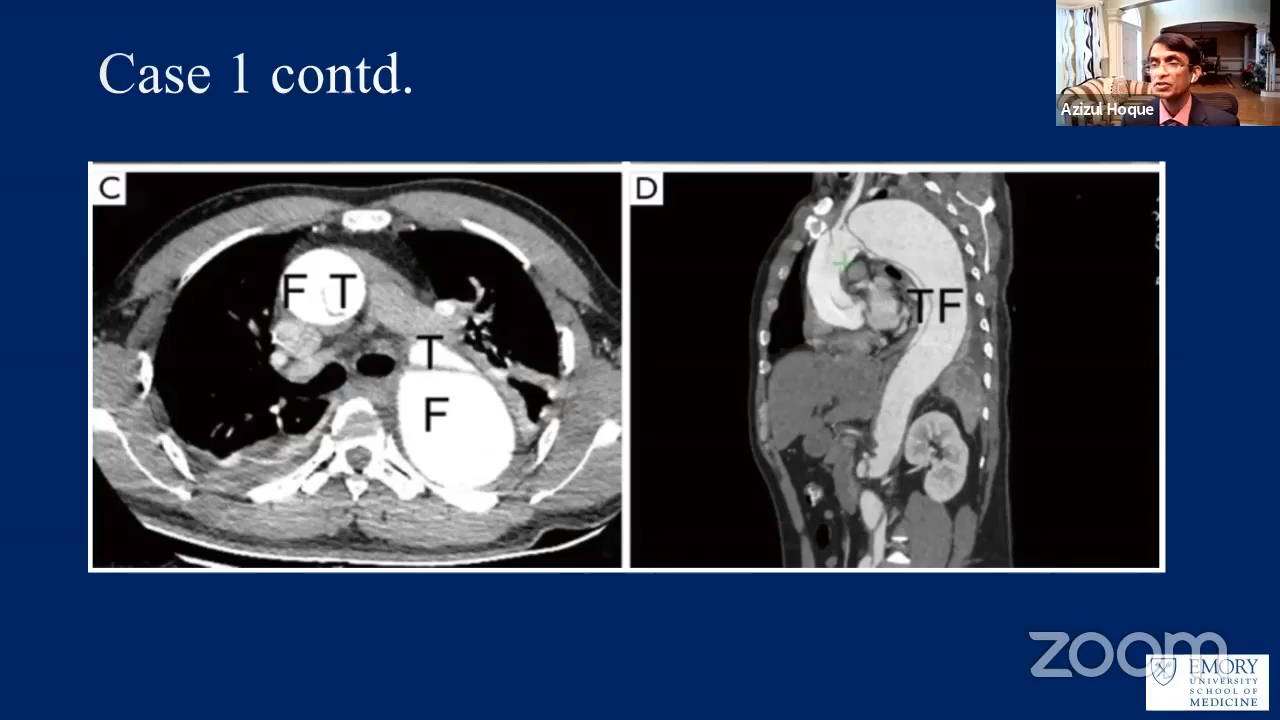 Case 1 contd.
Azizul Hoque
C
F T
T
F
D
TF
zoom
EMORY
UNIVERSITY
SCHOOL OF
MEDICINE